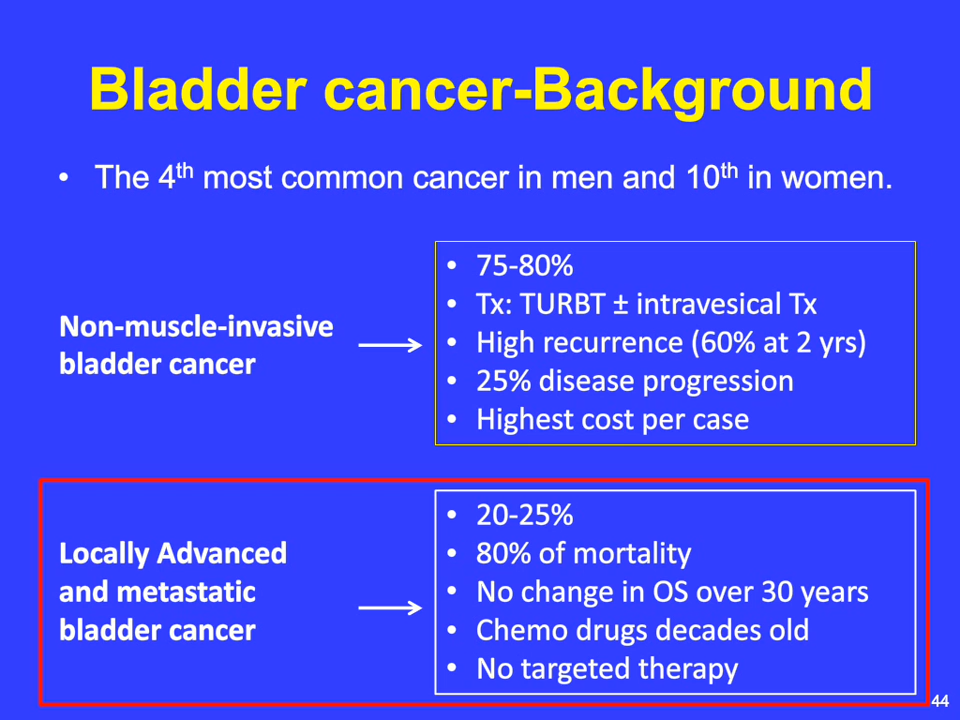 Bladder cancer-Background
• The 4th most common cancer in men and 10th in women.
Non-muscle-invasive
bladder cancer
• 75-80%
• Tx: TURBT ± intravesical Tx
• High recurrence (60% at 2 yrs)
• 25% disease progression
• Highest cost per case
Locally Advanced
and metastatic
bladder cancer
• 20-25%
• 80% of mortality
• No change in OS over 30 years
• Chemo drugs decades old
• No targeted therapy
44